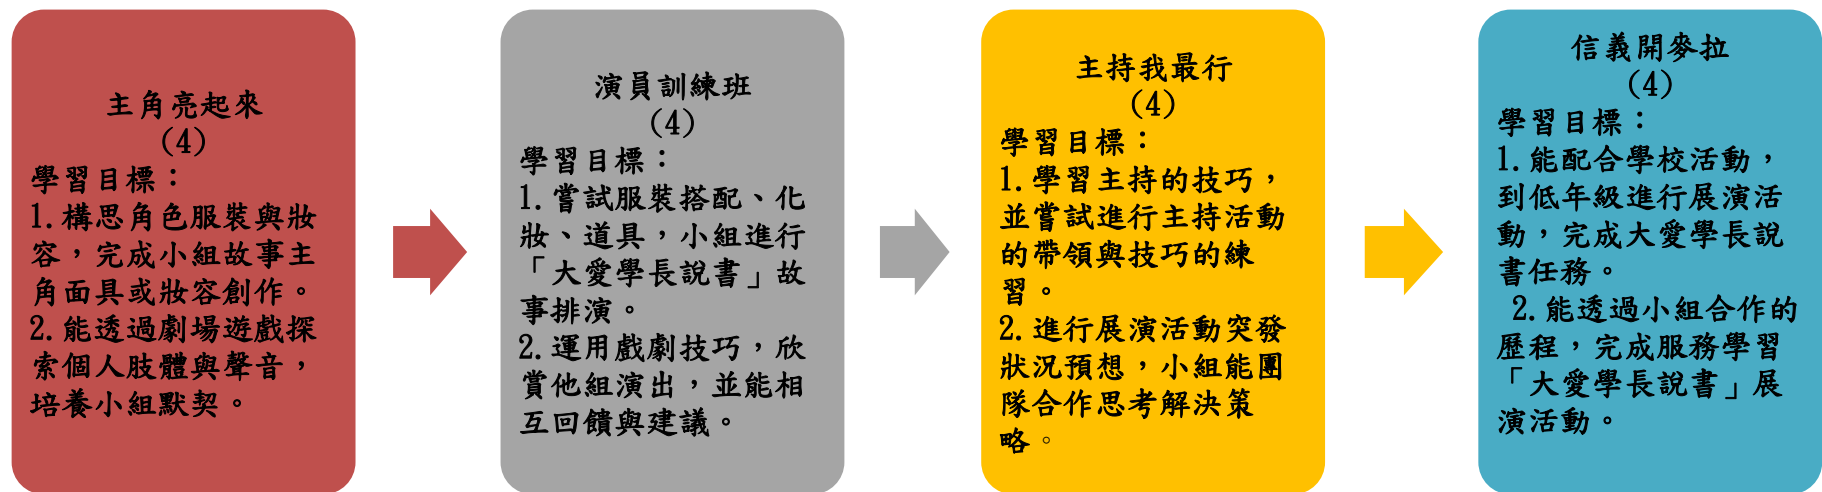 主角亮起來
(4)
學習目標：
1.構思角色服裝與妝
容，完成小組故事主
角面具或妝容創作。
2.能透過劇場遊戲探
索個人肢體與聲音，
培養小組默契。
演員訓練班
(4)
學習目標：
1.嘗試服裝搭配、化
妝、道具，小組進行
「大愛學長說書」故
事排演。
2.運用戲劇技巧，欣
賞他組演出，並能相
互回饋與建議。
主持我最行
(4)
學習目標：
1.學習主持的技巧，
並嘗試進行主持活動
的帶領與技巧的練
習。
2.進行展演活動突發
狀況預想，小組能團
隊合作思考解決策
略。
信義開麥拉
(4)
學習目標：
1.能配合學校活動，
到低年級進行展演活
動，完成大愛學長說
書任務。
2.能透過小組合作的
歷程，完成服務學習
「大愛學長說書」展
演活動。